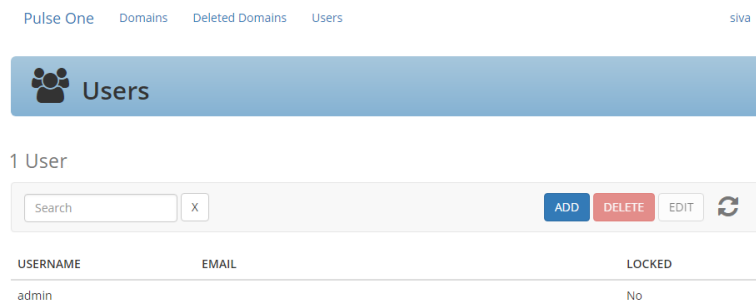 Pulse One Domains Deleted Domains Users siva
Users
1 User
Search X ADD DELETE EDIT
USERNAME EMAIL LOCKED
admin No